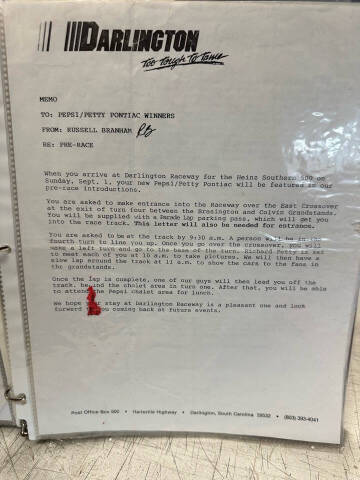 DARLINGTON
Too Tough To Tame
MEMO
TO: PEPSI/PETTY PONTIAC WINNERS
FROM: RUSSELL BRANHAM RB
RE: PRE-RACE
When you arrive at Darlington Raceway for the Heinz Southern 500 on
Sunday, Sept. 1, your new Pepsi/Petty Pontiac will be featured in our
pre-race introductions.
You are asked to make entrance into the Raceway over the East Crossover
at the exit of turn four between the Brasington and Colvin Grandstands.
You will be supplied with a Parade Lap parking pass, which will get you
into the race track. This letter will also be needed for entrance.
You are asked to be at the track by 9:30 a.m. A person will be in the
fourth turn to line you up. Once you go over the crossover, you will
make a left turn and go to the base of the turn. Richard Petty is set
to meet each of you at 10 a.m. to take pictures. We will then have a
slow lap around the track at 11 a.m. to show the cars to the fans in
the grandstands.
Once the lap is complete, one of our guys will then lead you off the
track, behind the chalet area in turn one. After that, you will be able
to attend the Pepsi chalet area for lunch.
We hope your stay at Darlington Raceway is a pleasant one and look
forward to you coming back at future events.
Post Office Box 500 • Hartsville Highway • Darlington, South Carolina 29532 • (803) 393-4041